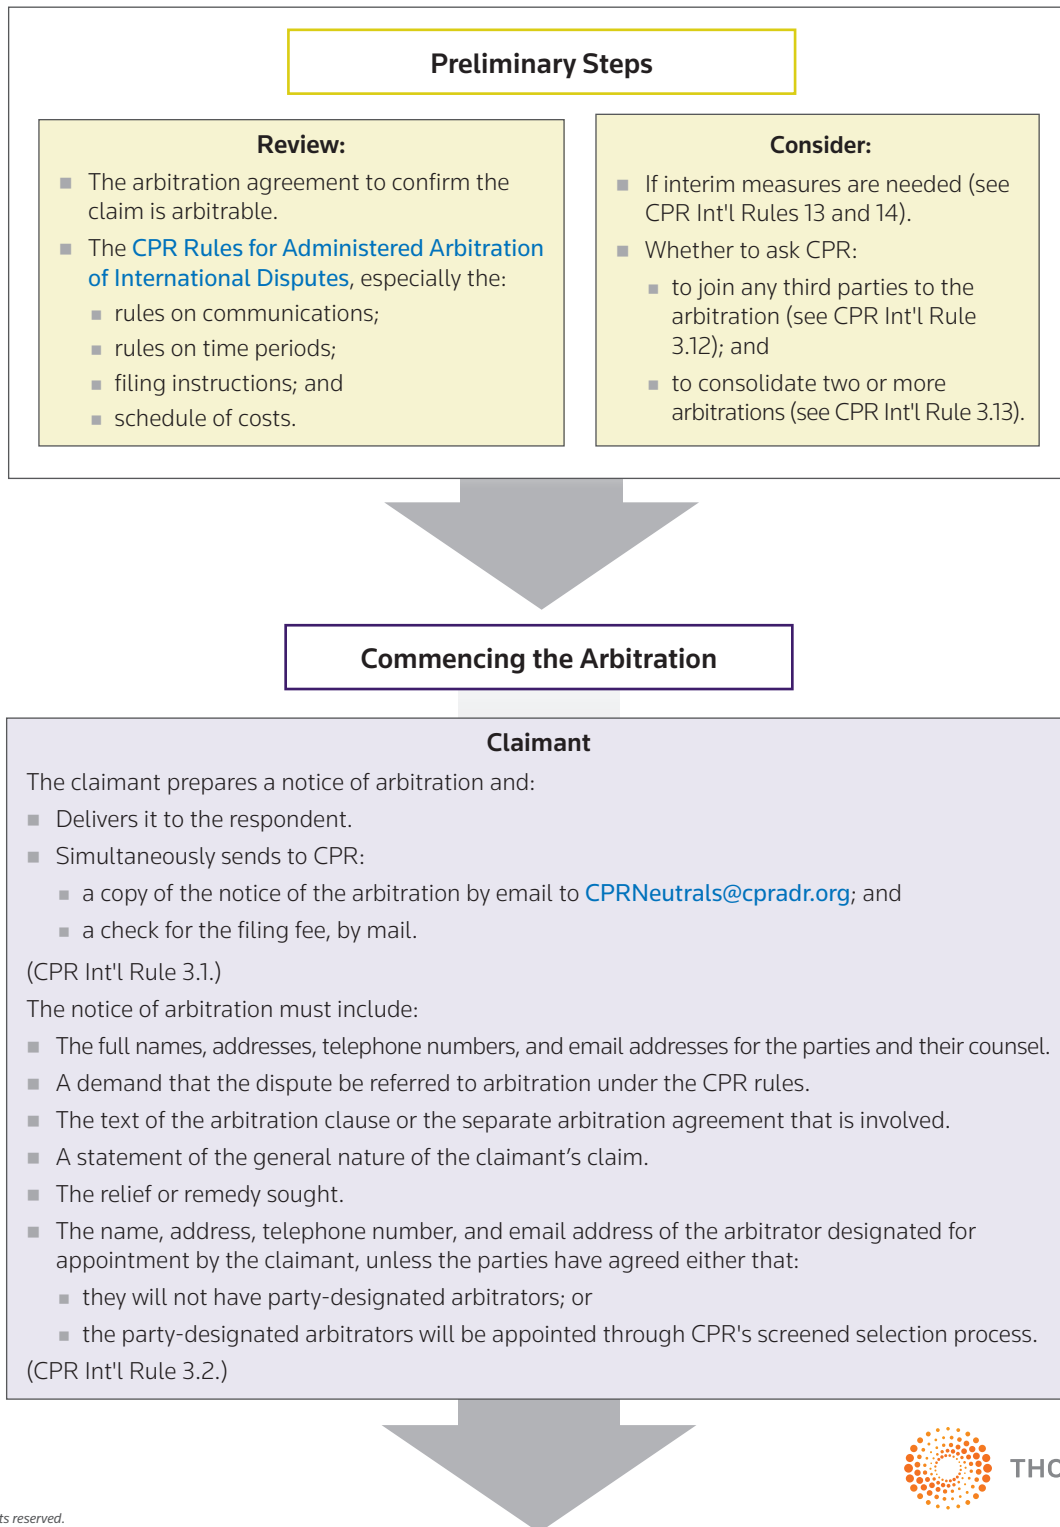 Preliminary Steps
Review:
■ The arbitration agreement to confirm the
claim is arbitrable.
■ The CPR Rules for Administered Arbitration
of International Disputes, especially the:
■ rules on communications;
■ rules on time periods;
■ filing instructions; and
■ schedule of costs.
Consider:
■ If interim measures are needed (see
CPR Int'l Rules 13 and 14).
■ Whether to ask CPR:
■ to join any third parties to the
arbitration (see CPR Int'l Rule
3.12); and
■ to consolidate two or more
arbitrations (see CPR Int'l Rule 3.13).
Commencing the Arbitration
Claimant
The claimant prepares a notice of arbitration and:
■ Delivers it to the respondent.
■ Simultaneously sends to CPR:
■ a copy of the notice of the arbitration by email to CPRNeutrals@cpradr.org; and
■ a check for the filing fee, by mail.
(CPR Int'l Rule 3.1.)
The notice of arbitration must include:
■ The full names, addresses, telephone numbers, and email addresses for the parties and their counsel.
■ A demand that the dispute be referred to arbitration under the CPR rules.
■ The text of the arbitration clause or the separate arbitration agreement that is involved.
■ A statement of the general nature of the claimant’s claim.
■ The relief or remedy sought.
■ The name, address, telephone number, and email address of the arbitrator designated for
appointment by the claimant, unless the parties have agreed either that:
■ they will not have party-designated arbitrators; or
■ the party-designated arbitrators will be appointed through CPR's screened selection process.
(CPR Int'l Rule 3.2.)
THO
ts reserved.